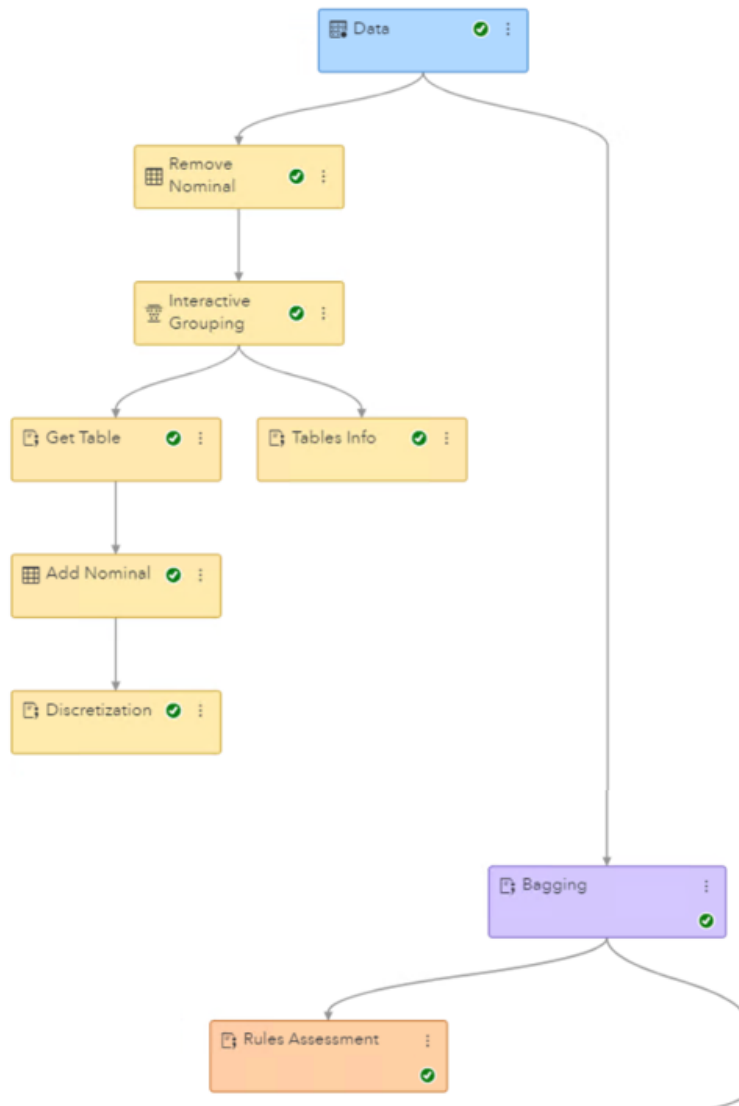 Data
Remove
Nominal
Interactive
Grouping
Get Table
Tables Info
Add Nominal
Discretization
Bagging
Rules Assessment